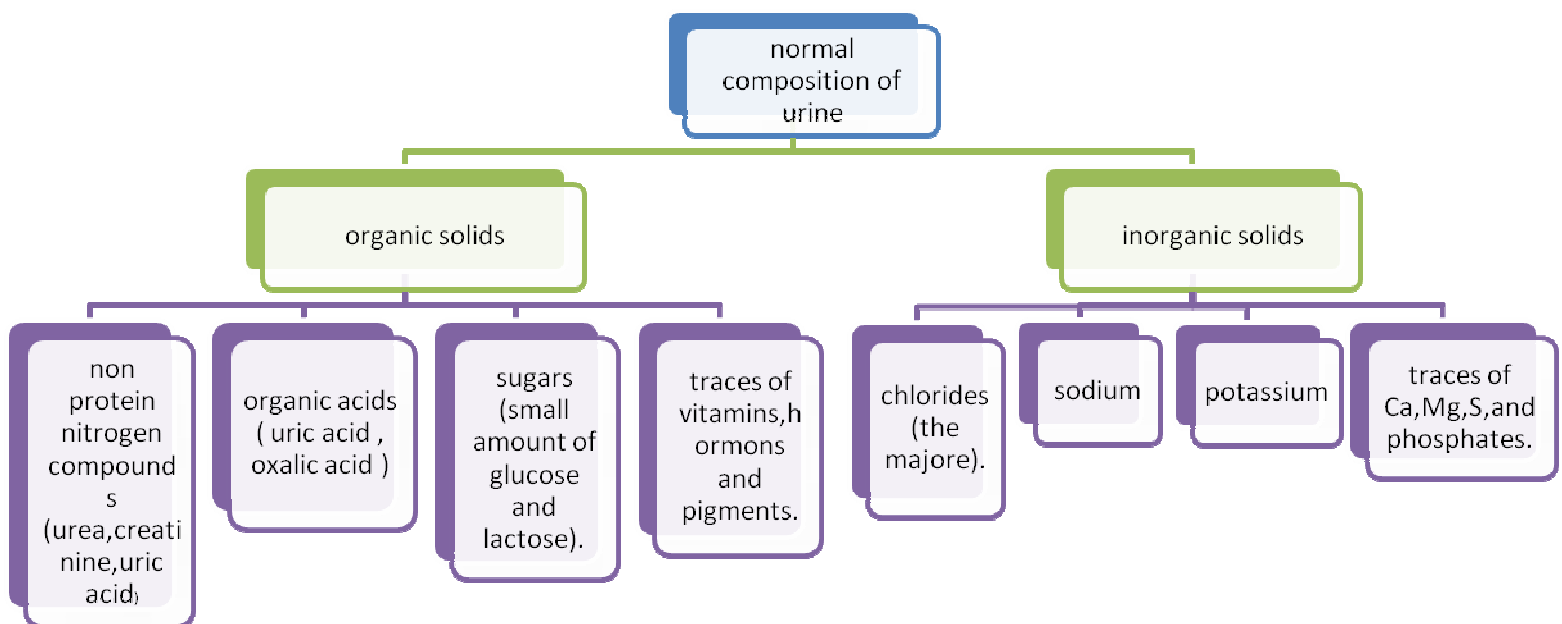 normal
composition of
urine
organic solids
inorganic solids
non
protein
nitrogen
compound
s
(urea,creati
nine,uric
acid)
organic acids
( uric acid ,
oxalic acid )
sugars
(small
amount of
glucose
and
lactose).
traces of
vitamins,h
ormons
and
pigments.
chlorides
(the
majore).
sodium
potassium
traces of
Ca,Mg,S,and
phosphates.